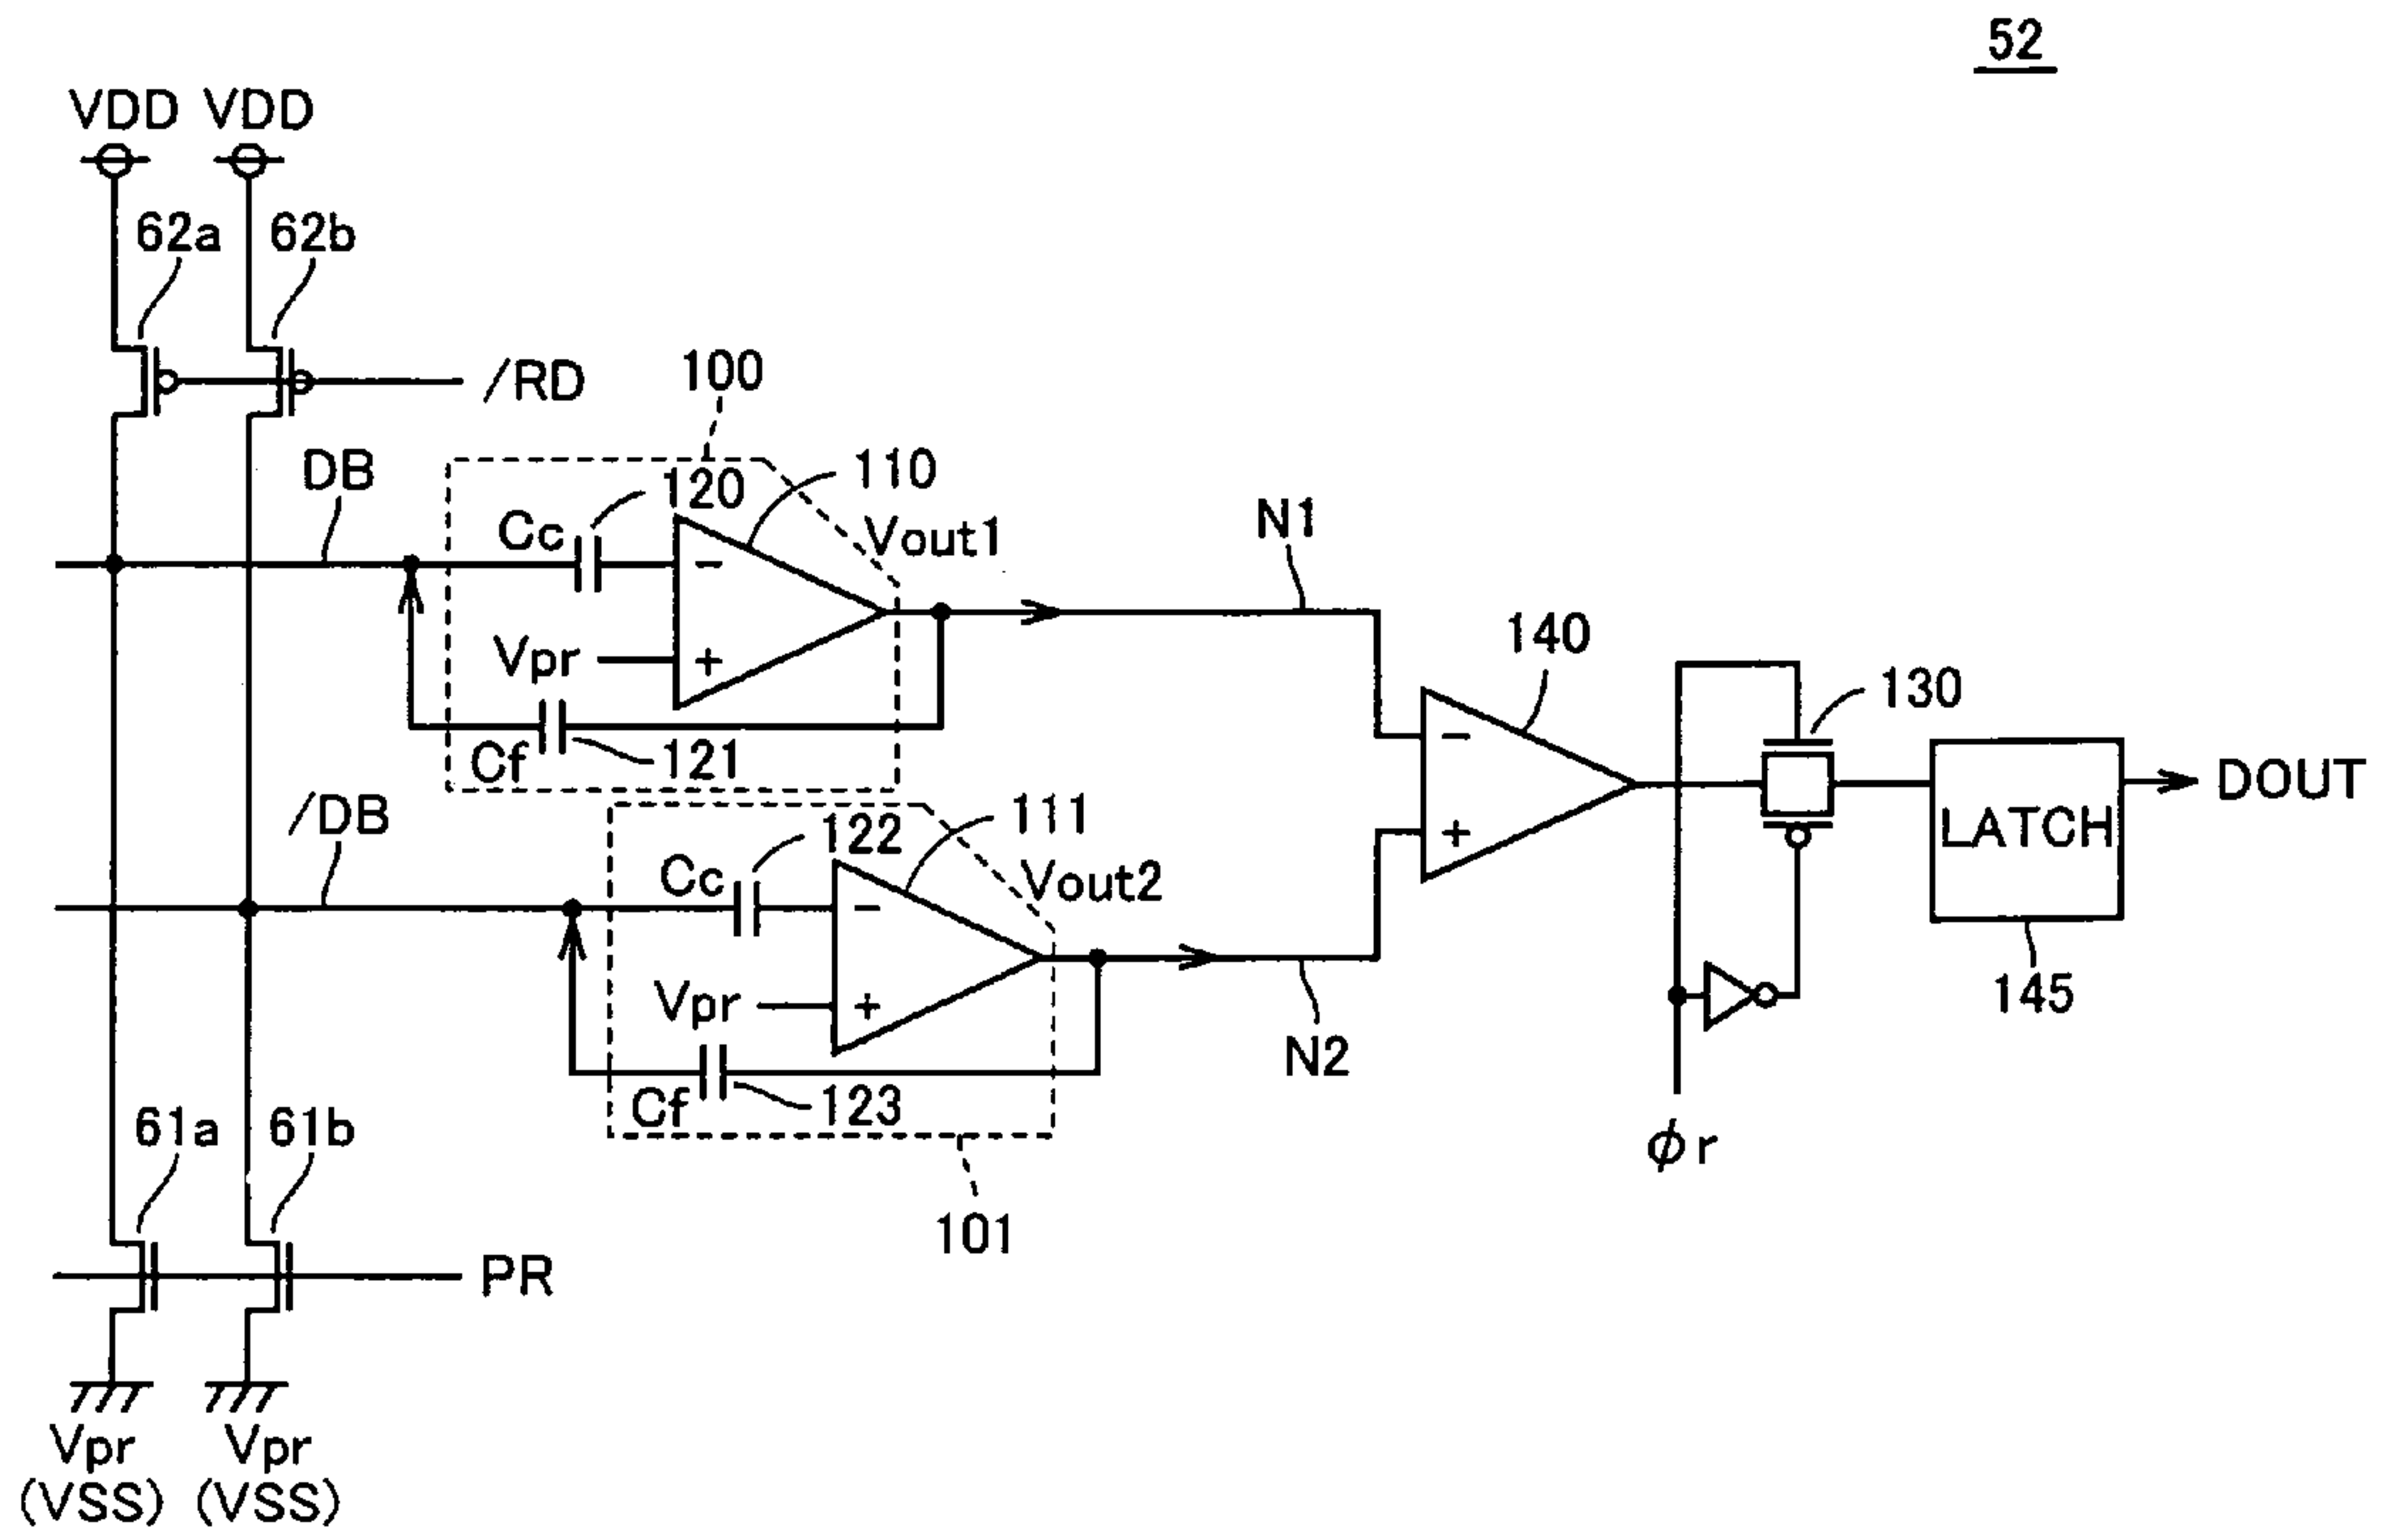 52
VDD VDD
62a 62b
/RD
100
DB
120
110
Cc
Vout1
N1
−
Vpr
+
140
130
Cf
121
−
+
LATCH
DOUT
/DB
122
111
Cc
Vout2
−
145
Vpr
+
N2
Cf
123
61a 61b
φr
101
PR
Vpr Vpr
(VSS) (VSS)